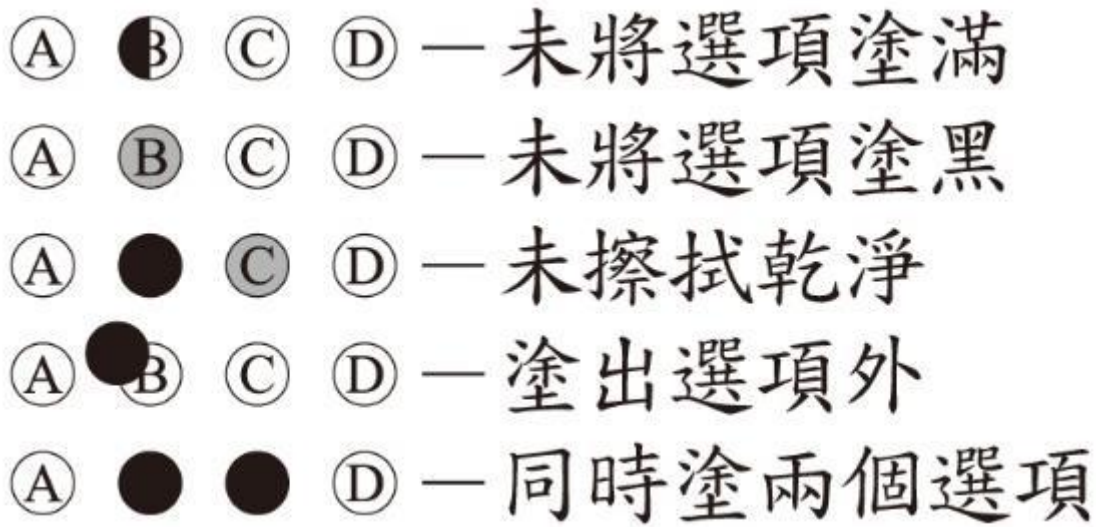 A B C D — 未將選項塗滿
A B C D — 未將選項塗黑
A C D — 未擦拭乾淨
A B C D — 塗出選項外
A D — 同時塗兩個選項